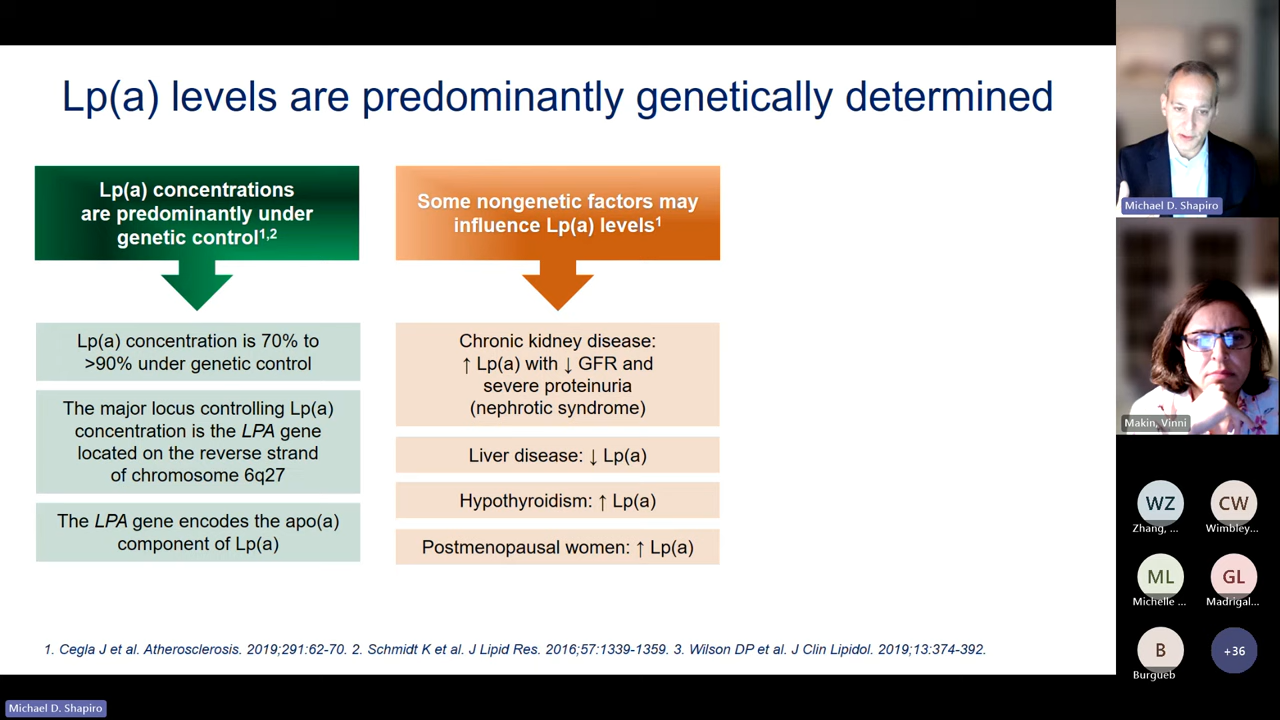 Lp(a) levels are predominantly genetically determined
Lp(a) concentrations
are predominantly under
genetic control1,2
Lp(a) concentration is 70% to
>90% under genetic control
The major locus controlling Lp(a)
concentration is the LPA gene
located on the reverse strand
of chromosome 6q27
The LPA gene encodes the apo(a)
component of Lp(a)
Some nongenetic factors may
influence Lp(a) levels1
Chronic kidney disease:
↑ Lp(a) with ↓ GFR and
severe proteinuria
(nephrotic syndrome)
Liver disease: ↓ Lp(a)
Hypothyroidism: ↑ Lp(a)
Postmenopausal women: ↑ Lp(a)
1. Cegla J et al. Atherosclerosis. 2019;291:62-70. 2. Schmidt K et al. J Lipid Res. 2016;57:1339-1359. 3. Wilson DP et al. J Clin Lipidol. 2019;13:374-392.
Michael D. Shapiro
Makin, Vinni
WZ
Zhang, ...
CW
Wimbley...
ML
Michelle ...
GL
Madrigal...
B
Burgueb
+36
Michael D. Shapiro